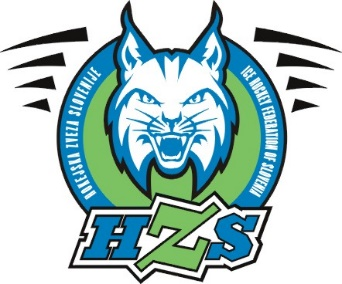 HOKEJSKA ZVEZA SLOVENIJE
ICE HOCKEY FEDERATION OF SLOVENIA
HZS